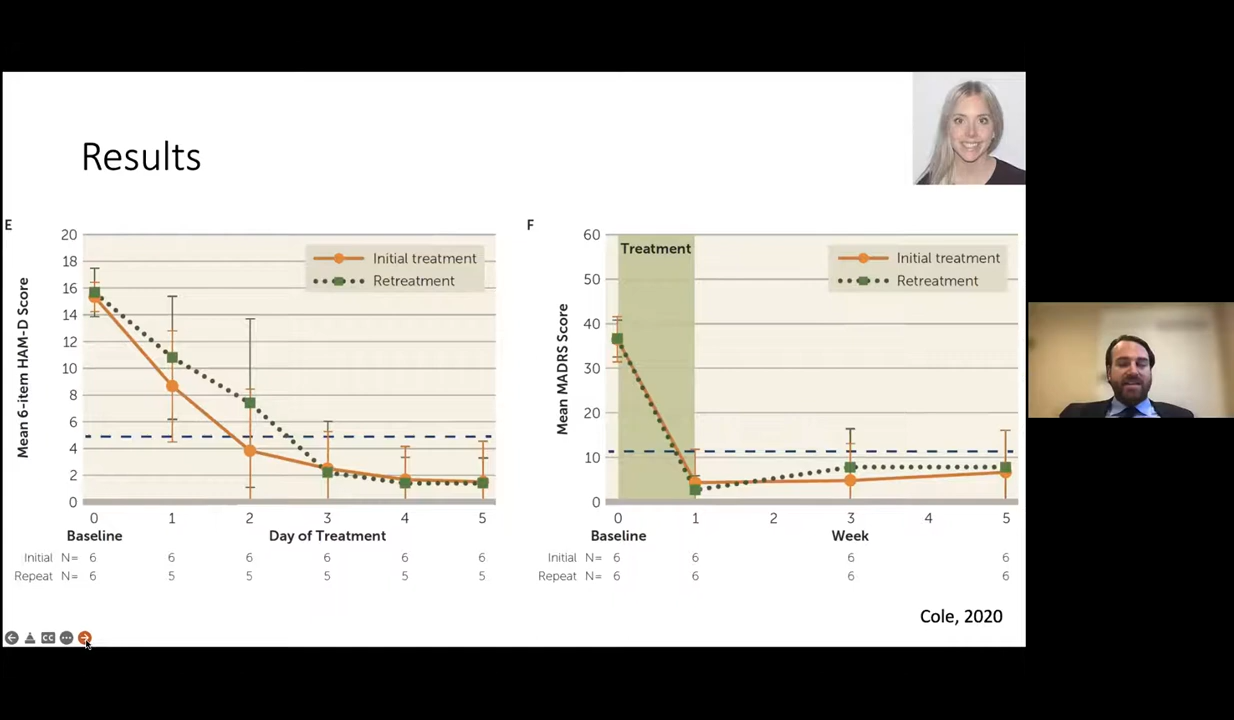 Results
E
20
18
16
14
12
10
8
6
4
2
0
Mean 6-item HAM-D Score
Initial treatment
Retreatment
0 1 2 3 4 5
Baseline Day of Treatment
Initial N= 6 6 6 6 6 6
Repeat N= 6 5 5 5 5 5
F
60
50
40
30
20
10
0
Mean MADRS Score
Treatment
Initial treatment
Retreatment
0 1 2 3 4 5
Baseline Week
Initial N= 6 6 6 6
Repeat N= 6 6 6 6
Cole, 2020
CC